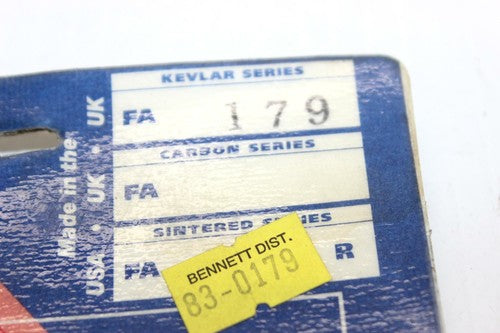 KEVLAR SERIES
FA 179
CARBON SERIES
FA
SINTERED SERIES
FA R
BENNETT DIST.
83-0179
Made in the
USA · UK · UK